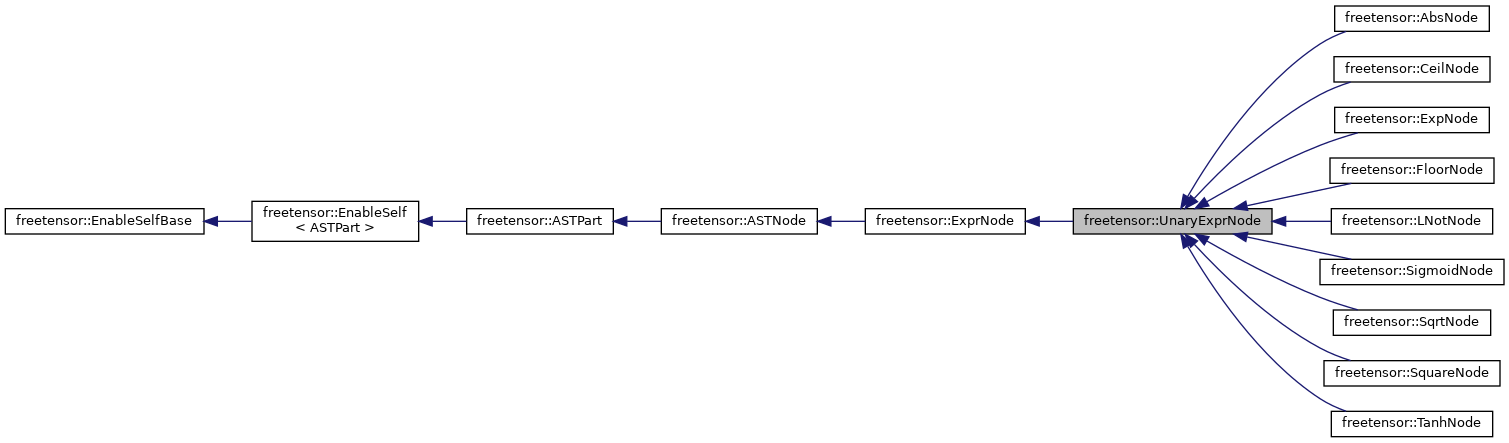 freetensor::AbsNode
freetensor::CeilNode
freetensor::ExpNode
freetensor::FloorNode
freetensor::EnableSelfBase
freetensor::EnableSelf
< ASTPart >
freetensor::ASTPart
freetensor::ASTNode
freetensor::ExprNode
freetensor::UnaryExprNode
freetensor::LNotNode
freetensor::SigmoidNode
freetensor::SqrtNode
freetensor::SquareNode
freetensor::TanhNode